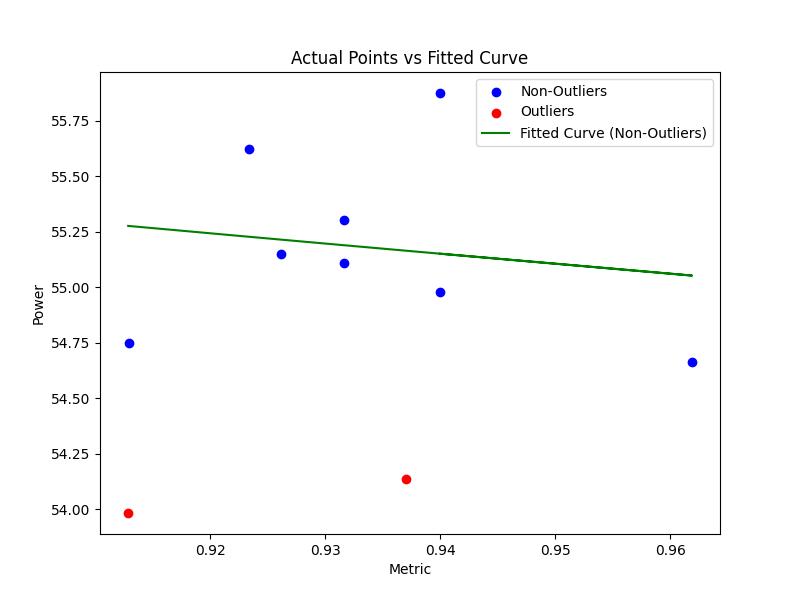 Actual Points vs Fitted Curve
Non-Outliers
Outliers
Fitted Curve (Non-Outliers)
55.75
55.50
55.25
55.00
54.75
54.50
54.25
54.00
Power
0.92 0.93 0.94 0.95 0.96
Metric